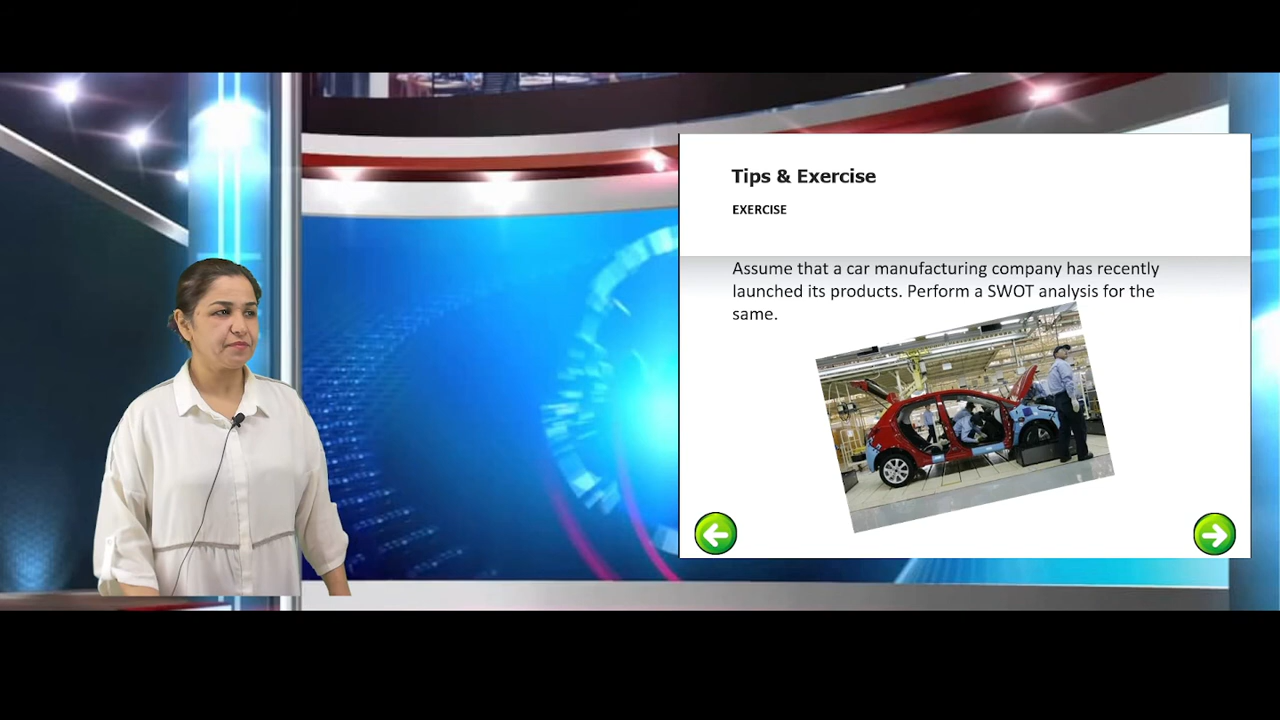 Tips & Exercise
EXERCISE
Assume that a car manufacturing company has recently
launched its products. Perform a SWOT analysis for the
same.